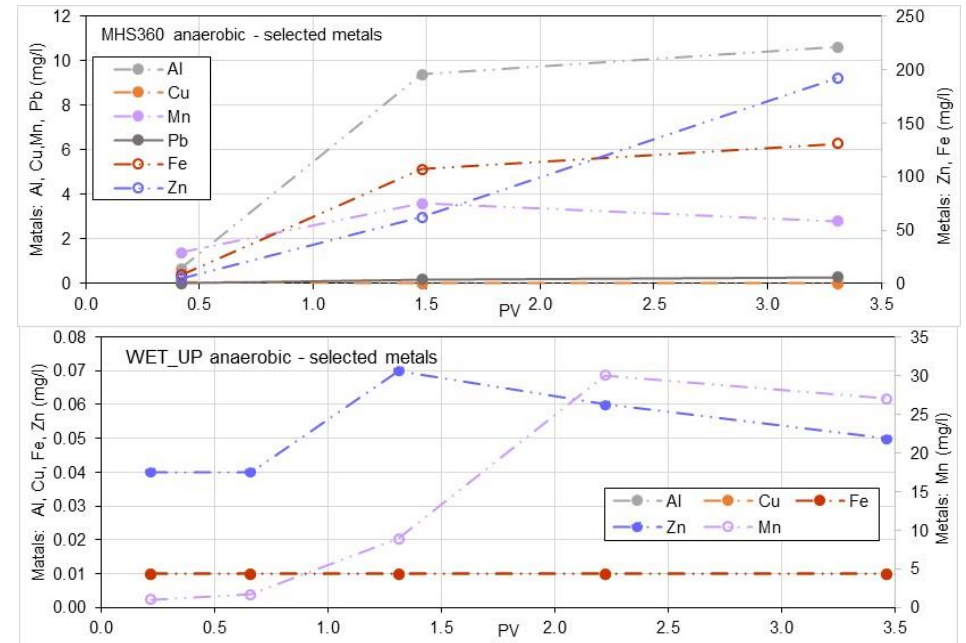 MHS360 anaerobic - selected metals
Matals: Al, Cu,Mn, Pb (mg/l)
12
10
8
6
4
2
0
Al
Cu
Mn
Pb
Fe
Zn
250
200
150
100
50
0
Metals: Zn, Fe (mg/l)
0.0 0.5 1.0 1.5 2.0 2.5 3.0 3.5
PV
WET_UP anaerobic - selected metals
Matals: Al, Cu, Fe, Zn (mg/l)
0.08
0.07
0.06
0.05
0.04
0.03
0.02
0.01
0.00
Al Cu Fe
Zn Mn
35
30
25
20
15
10
5
0
Metals: Mn (mg/l)
0.0 0.5 1.0 1.5 2.0 2.5 3.0 3.5
PV